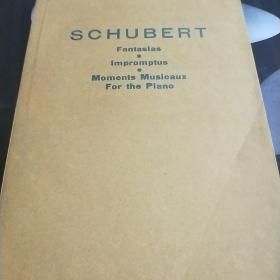 SCHUBERT
Fantasias
•
Impromptus
•
Moments Musicaux
For the Piano